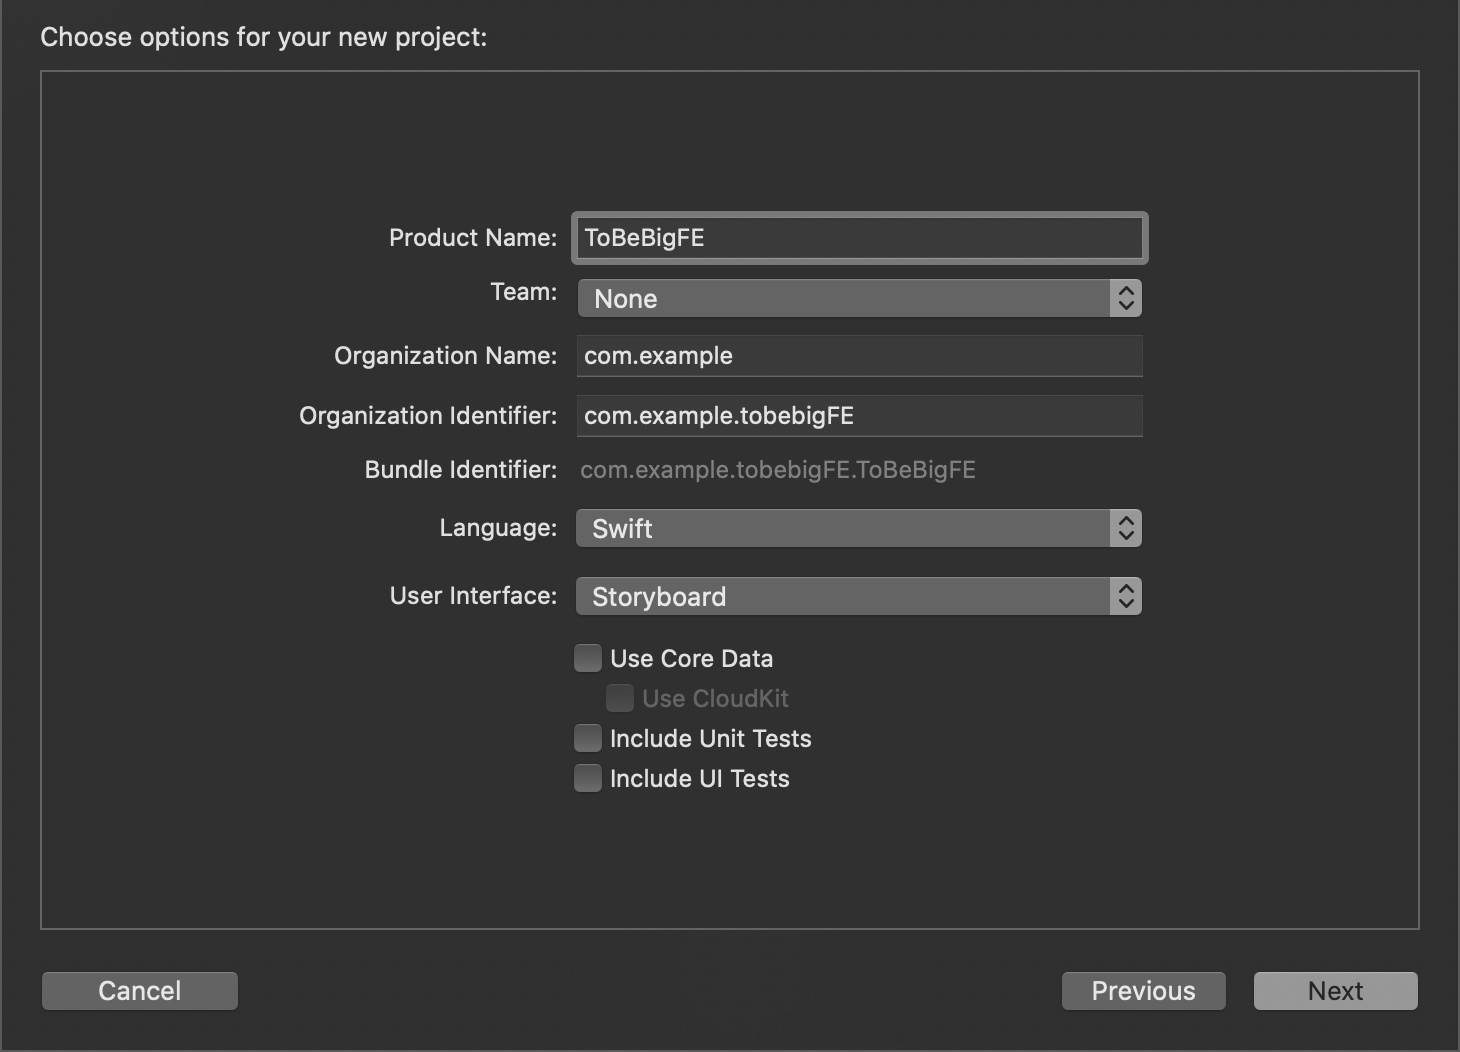 Choose options for your new project:
Product Name: ToBeBigFE
Team: None
Organization Name: com.example
Organization Identifier: com.example.tobebigFE
Bundle Identifier: com.example.tobebigFE.ToBeBigFE
Language: Swift
User Interface: Storyboard
Use Core Data
Use CloudKit
Include Unit Tests
Include UI Tests
Cancel Previous Next